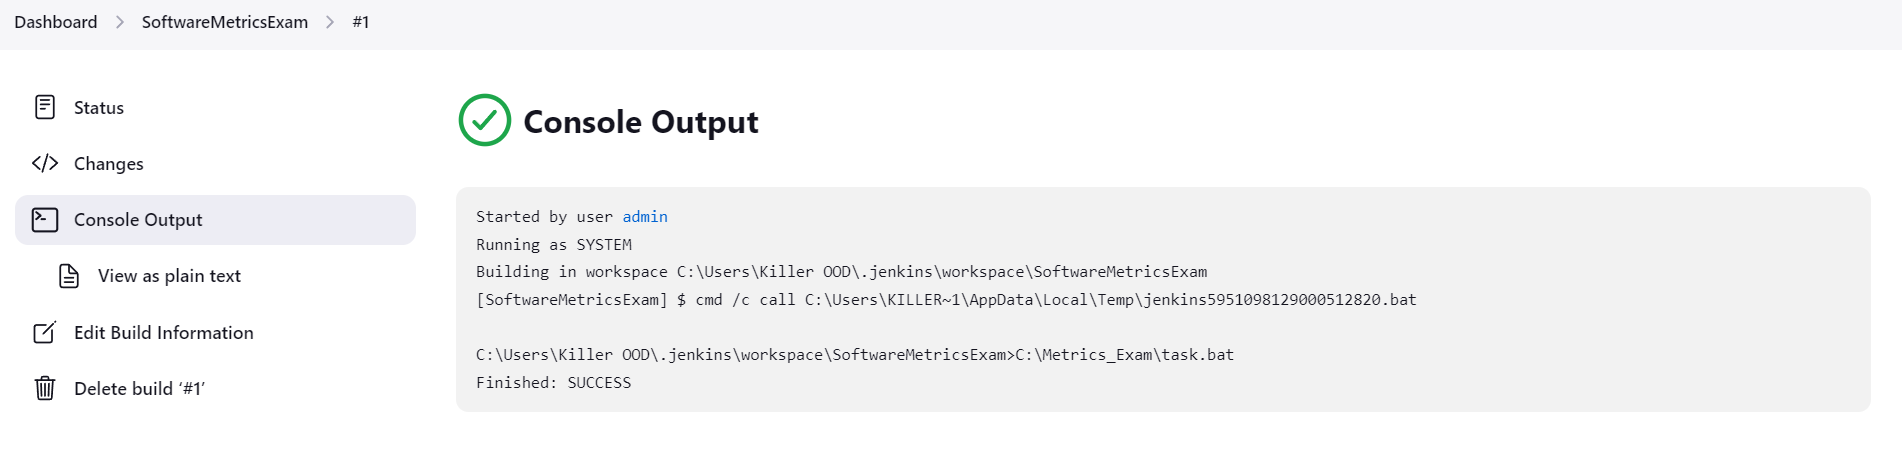 Dashboard > SoftwareMetricsExam > #1
Status
Changes
Console Output
View as plain text
Edit Build Information
Delete build ‘#1’
Console Output
Started by user admin
Running as SYSTEM
Building in workspace C:\Users\Killer OOD\.jenkins\workspace\SoftwareMetricsExam
[SoftwareMetricsExam] $ cmd /c call C:\Users\KILLER~1\AppData\Local\Temp\jenkins5951098129000512820.bat
C:\Users\Killer OOD\.jenkins\workspace\SoftwareMetricsExam>C:\Metrics_Exam\task.bat
Finished: SUCCESS